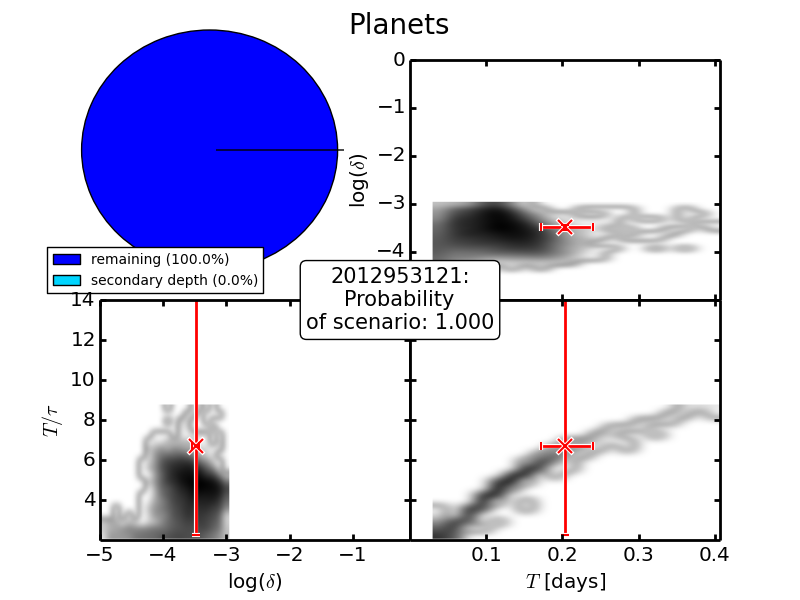 Planets
0
−1
−2
−3
−4
log(δ)
remaining (100.0%)
secondary depth (0.0%)
2012953121:
Probability
of scenario: 1.000
14
12
10
8
6
4
T/τ
−5 −4 −3 −2 −1
log(δ)
0.1 0.2 0.3 0.4
T [days]